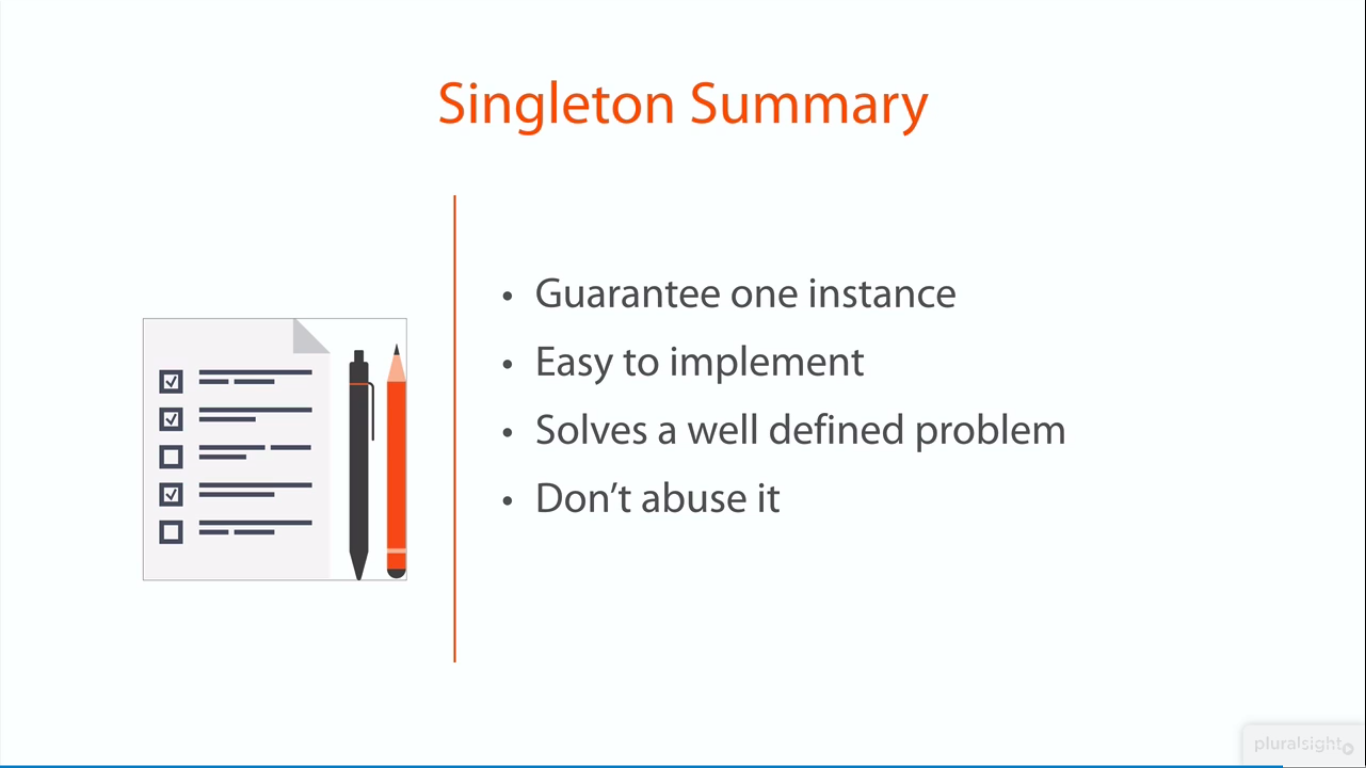 Singleton Summary
• Guarantee one instance
• Easy to implement
• Solves a well defined problem
• Don’t abuse it
pluralsight